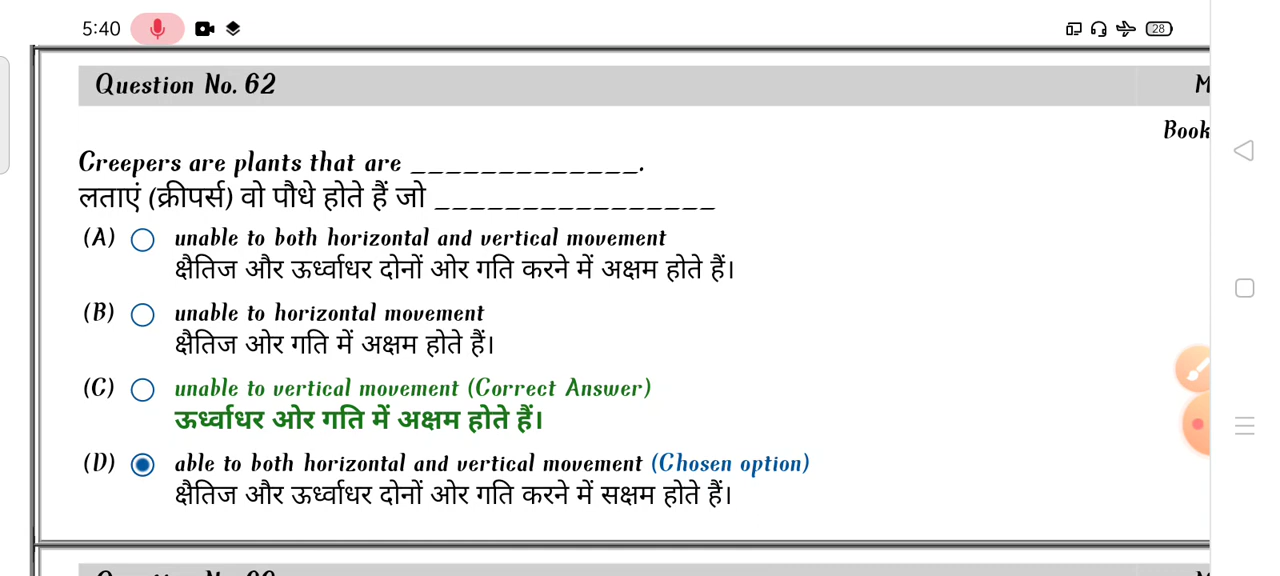 5:40
28
Question No. 62
M
Book
Creepers are plants that are _____________.
लताएं (क्रीपर्स) वो पौधे होते हैं जो ________________
(A) unable to both horizontal and vertical movement
क्षैतिज और ऊर्ध्वाधर दोनों ओर गति करने में अक्षम होते हैं।
(B) unable to horizontal movement
क्षैतिज ओर गति में अक्षम होते हैं।
(C) unable to vertical movement (Correct Answer)
ऊर्ध्वाधर ओर गति में अक्षम होते हैं।
(D) able to both horizontal and vertical movement (Chosen option)
क्षैतिज और ऊर्ध्वाधर दोनों ओर गति करने में सक्षम होते हैं।